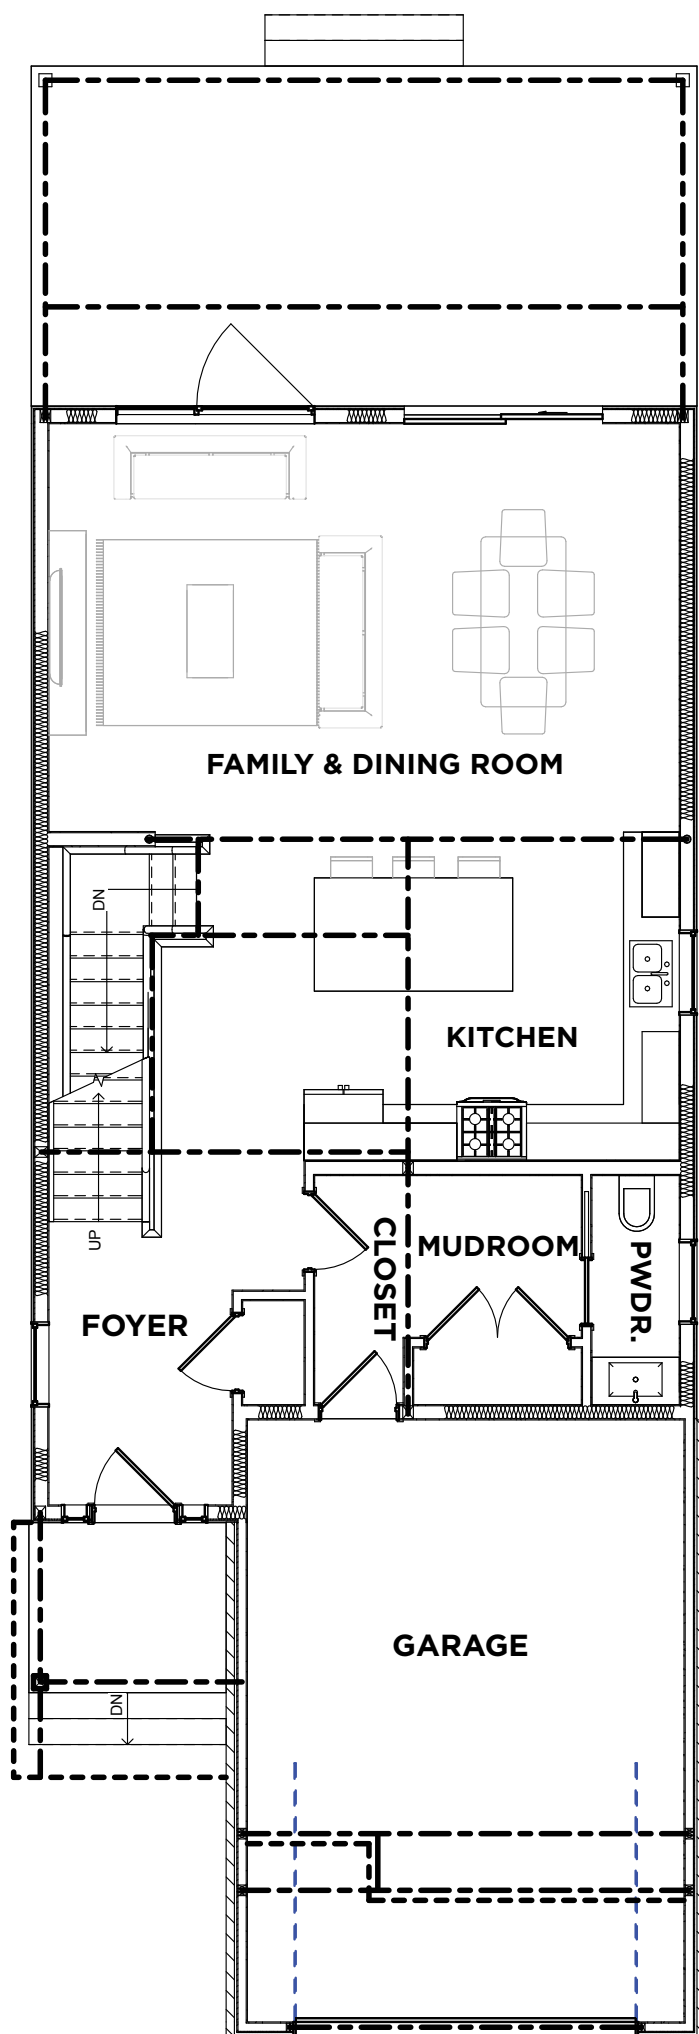 FAMILY & DINING ROOM
DN
KITCHEN
UP
CLOSET
MUDROOM
PWDR.
FOYER
GARAGE
DN